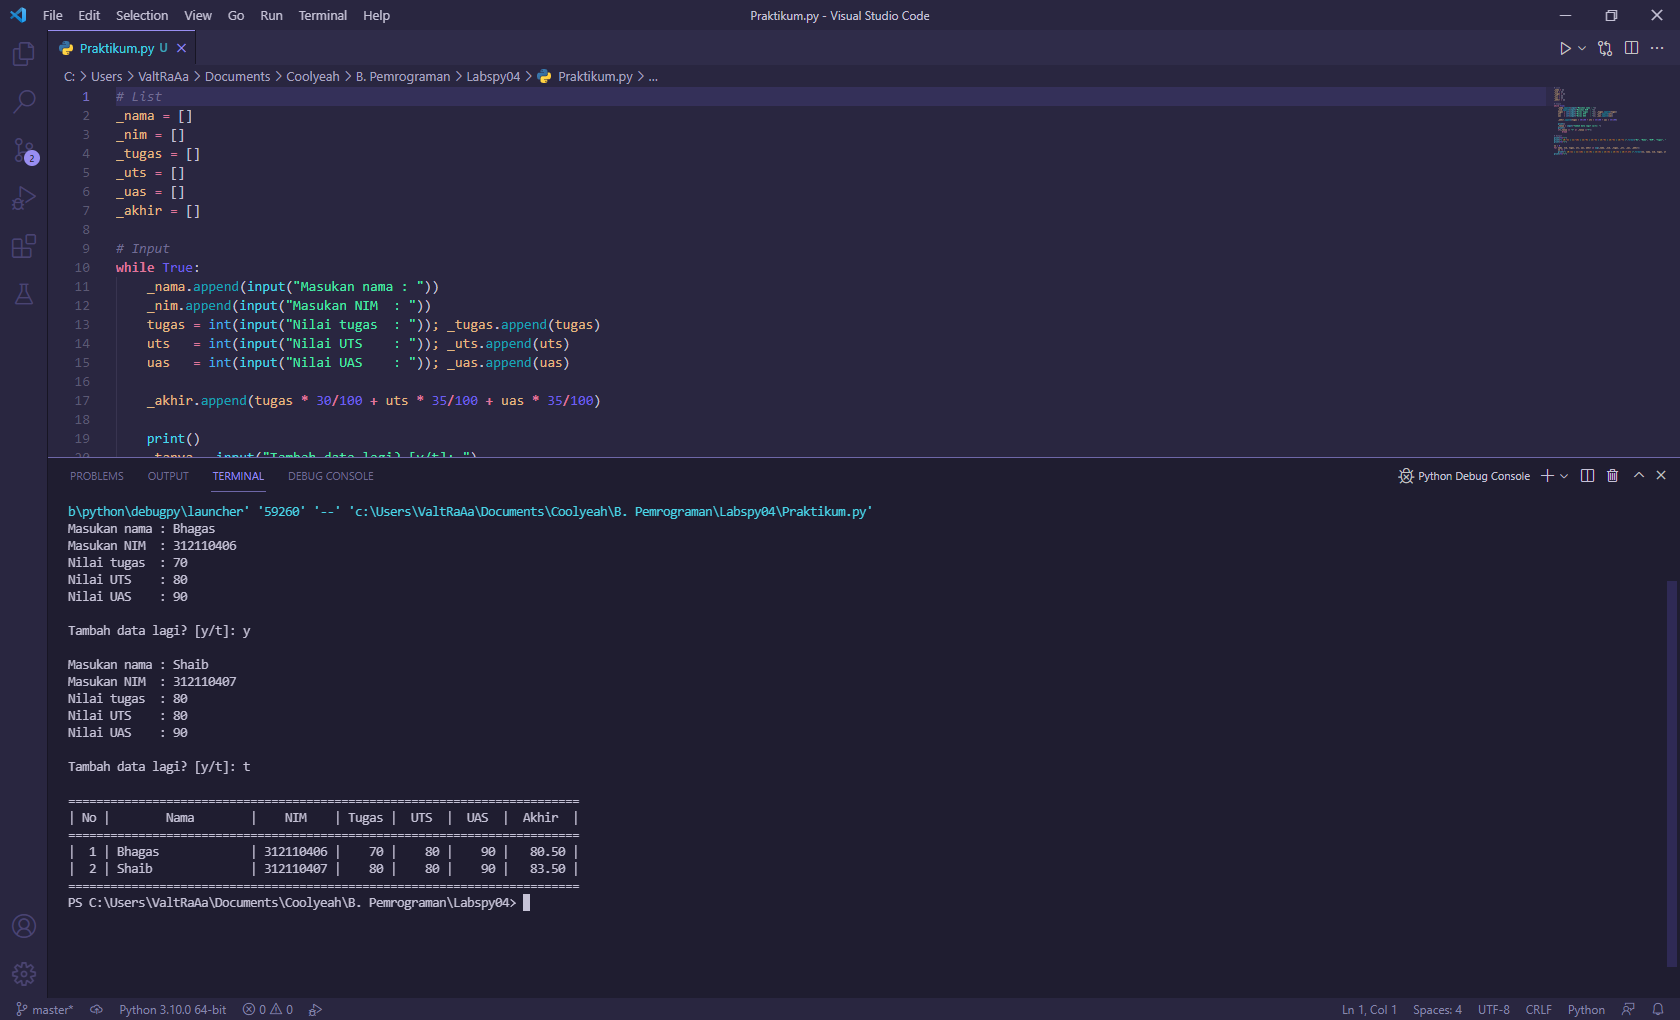 File Edit Selection View Go Run Terminal Help
Praktikum.py - Visual Studio Code
Praktikum.py U
C: > Users > ValtRaAa > Documents > Coolyeah > B. Pemrograman > Labspy04 > Praktikum.py > ...
1 # List
2 _nama = []
3 _nim = []
4 _tugas = []
5 _uts = []
6 _uas = []
7 _akhir = []
8
9 # Input
10 while True:
11     _nama.append(input("Masukan nama : "))
12     _nim.append(input("Masukan NIM  : "))
13     tugas = int(input("Nilai tugas  : ")); _tugas.append(tugas)
14     uts   = int(input("Nilai UTS    : ")); _uts.append(uts)
15     uas   = int(input("Nilai UAS    : ")); _uas.append(uas)
16
17     _akhir.append(tugas * 30/100 + uts * 35/100 + uas * 35/100)
18
19     print()
20     _tanya = input("Tambah data lagi? [y/t]: ")
PROBLEMS OUTPUT TERMINAL DEBUG CONSOLE
Python Debug Console
b\python\debugpy\launcher' '59260' '--' 'c:\Users\ValtRaAa\Documents\Coolyeah\B. Pemrograman\Labspy04\Praktikum.py'
Masukan nama : Bhagas
Masukan NIM  : 312110406
Nilai tugas  : 70
Nilai UTS    : 80
Nilai UAS    : 90
Tambah data lagi? [y/t]: y
Masukan nama : Shaib
Masukan NIM  : 312110407
Nilai tugas  : 80
Nilai UTS    : 80
Nilai UAS    : 90
Tambah data lagi? [y/t]: t
=========================================================================
| No |        Nama        |    NIM    | Tugas |  UTS  |  UAS  |  Akhir  |
=========================================================================
|  1 | Bhagas             | 312110406 |    70 |    80 |    90 |   80.50 |
|  2 | Shaib              | 312110407 |    80 |    80 |    90 |   83.50 |
=========================================================================
PS C:\Users\ValtRaAa\Documents\Coolyeah\B. Pemrograman\Labspy04>
2
master* Python 3.10.0 64-bit 0 0 Ln 1, Col 1 Spaces: 4 UTF-8 CRLF Python